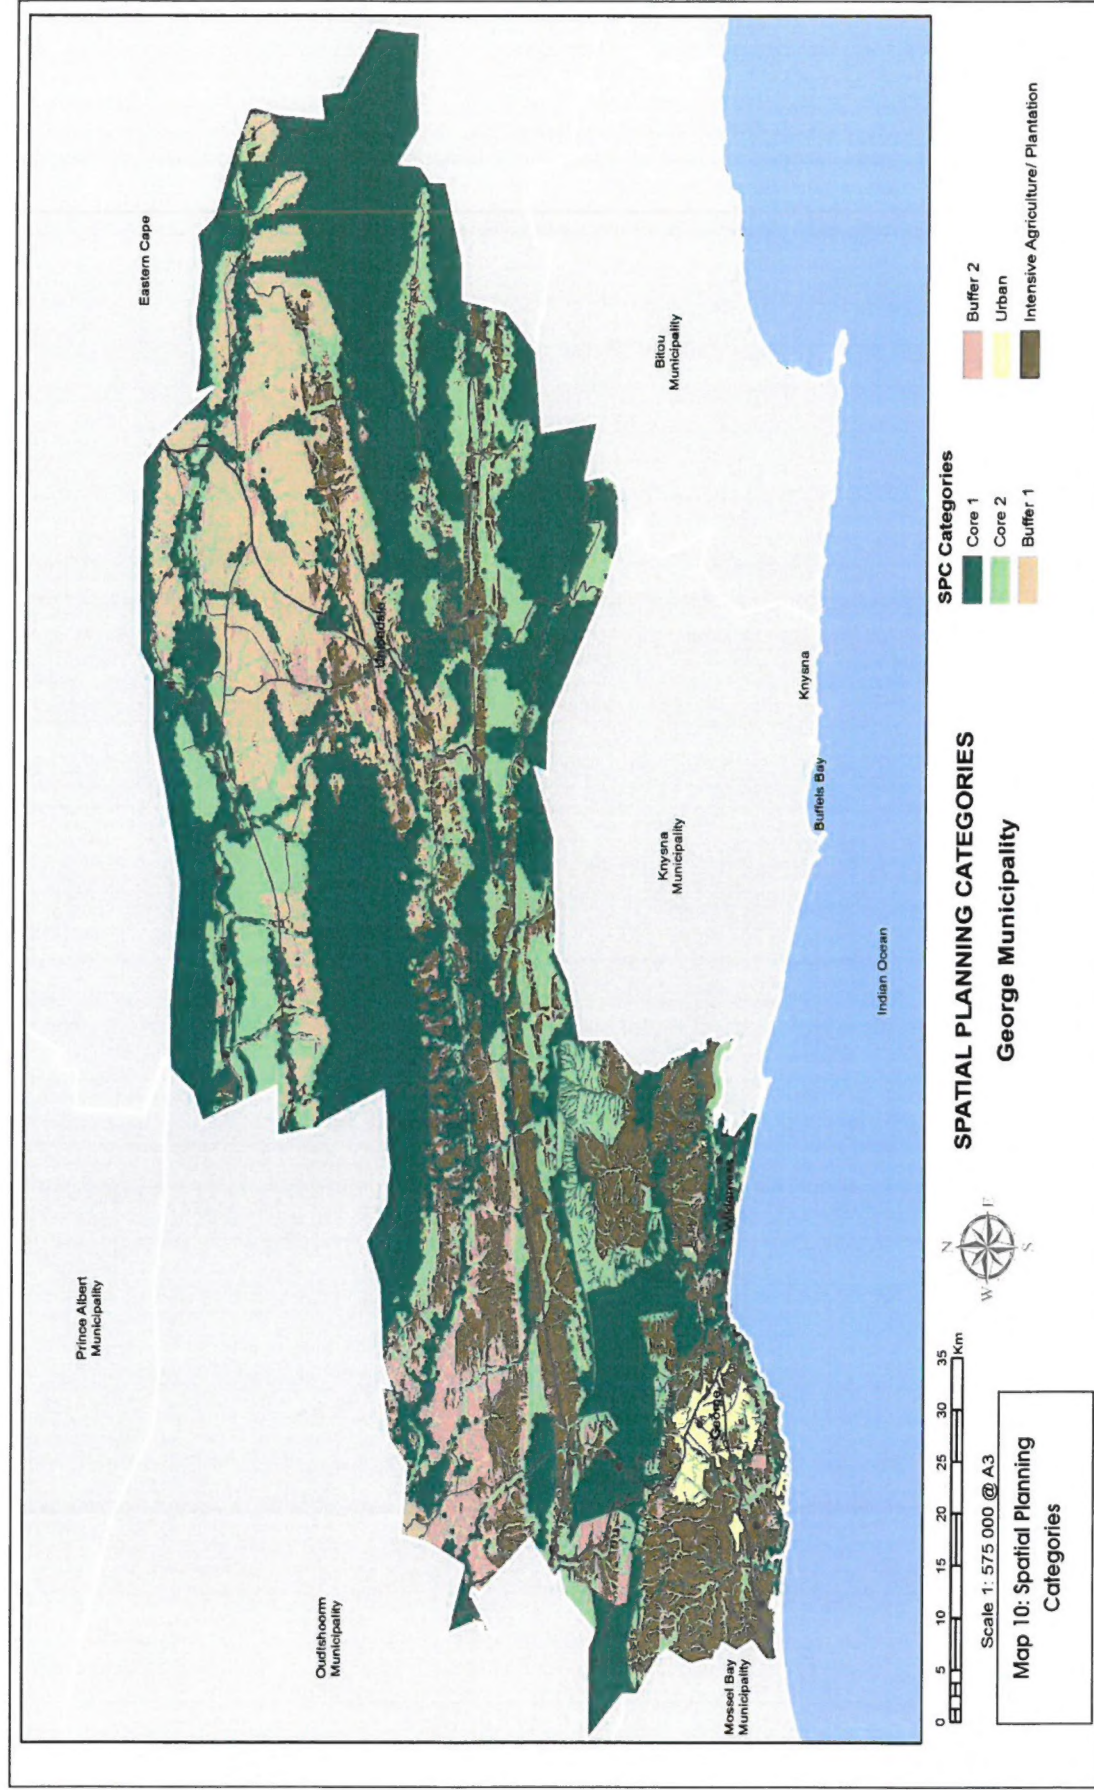 Eastern Cape
Prince Albert
Municipality
Oudtshoorn
Municipality
Uniondale
Bitou
Municipality
Knysna
Municipality
Knysna
Buffels Bay
Wilderness
George
Mossel Bay
Municipality
Indian Ocean
0 5 10 15 20 25 30 35
Km
Scale 1: 575 000 @ A3
Map 10: Spatial Planning
Categories
N
W E
S
SPATIAL PLANNING CATEGORIES
George Municipality
SPC Categories
Core 1
Core 2
Buffer 1
Buffer 2
Urban
Intensive Agriculture/ Plantation